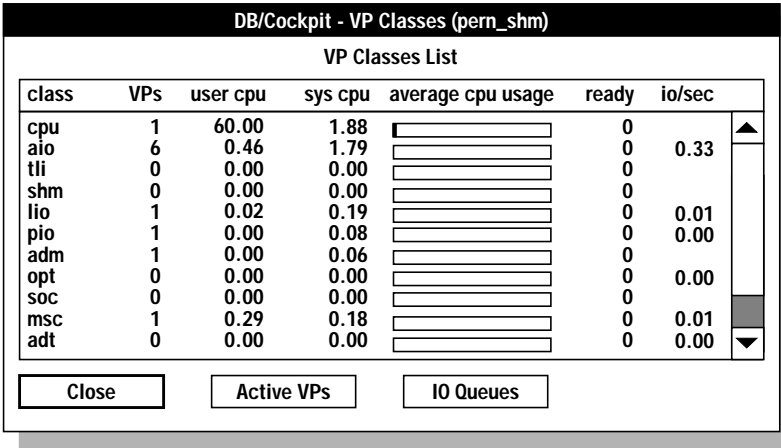 DB/Cockpit - VP Classes (pern_shm)
VP Classes List
class VPs user cpu sys cpu average cpu usage ready io/sec
cpu 1 60.00 1.88 0
aio 6 0.46 1.79 0 0.33
tli 0 0.00 0.00 0
shm 0 0.00 0.00 0
lio 1 0.02 0.19 0 0.01
pio 1 0.00 0.08 0 0.00
adm 1 0.00 0.06 0
opt 0 0.00 0.00 0 0.00
soc 0 0.00 0.00 0
msc 1 0.29 0.18 0 0.01
adt 0 0.00 0.00 0 0.00
Close Active VPs IO Queues